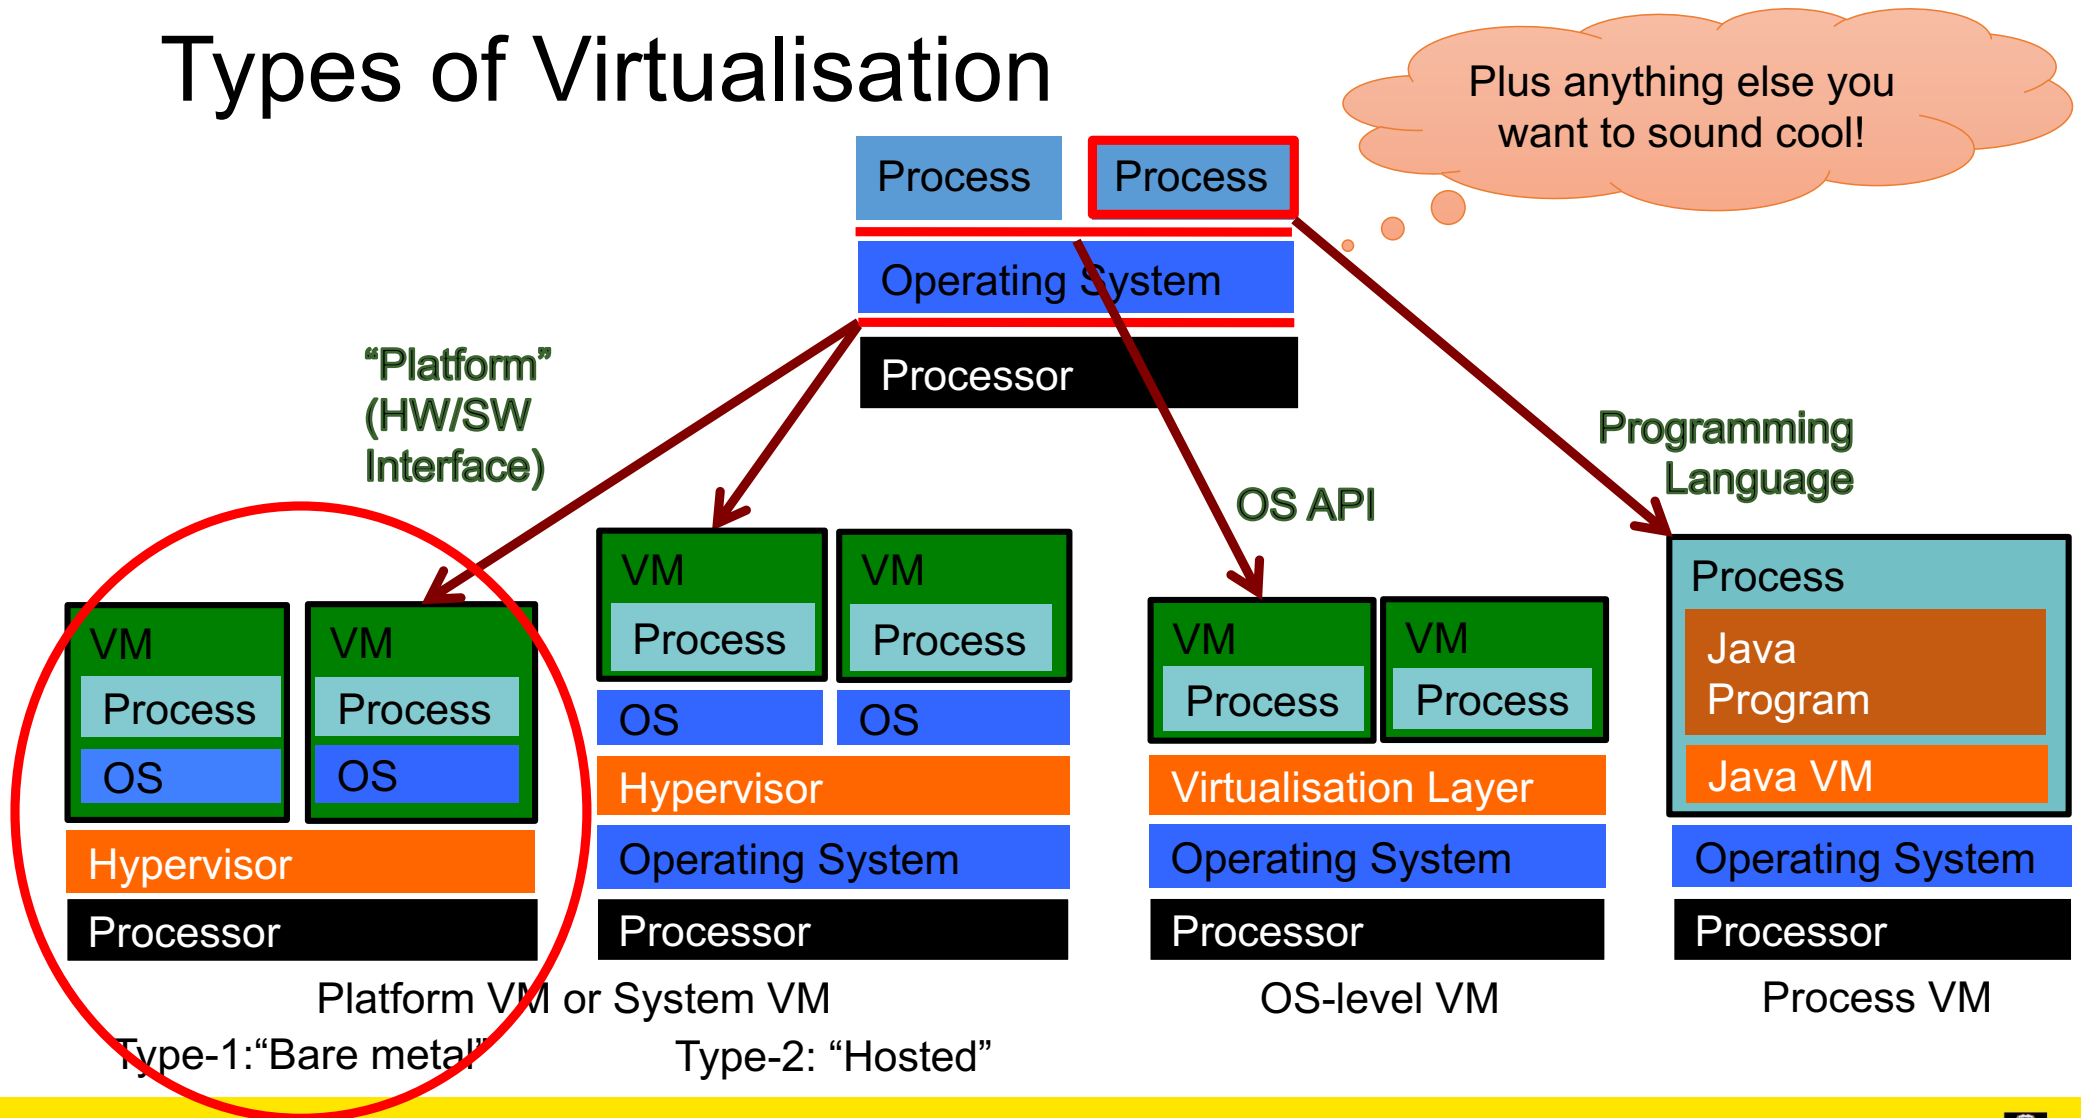 Types of Virtualisation
Plus anything else you
want to sound cool!
Process
Process
Operating System
Processor
“Platform”
(HW/SW
Interface)
OS API
Programming
Language
VM
Process
OS
VM
Process
OS
Hypervisor
Processor
VM
Process
VM
Process
OS
OS
Hypervisor
Operating System
Processor
VM
Process
VM
Process
Virtualisation Layer
Operating System
Processor
Process
Java
Program
Java VM
Operating System
Processor
Platform VM or System VM
OS-level VM
Process VM
Type-1:“Bare metal”
Type-2: “Hosted”